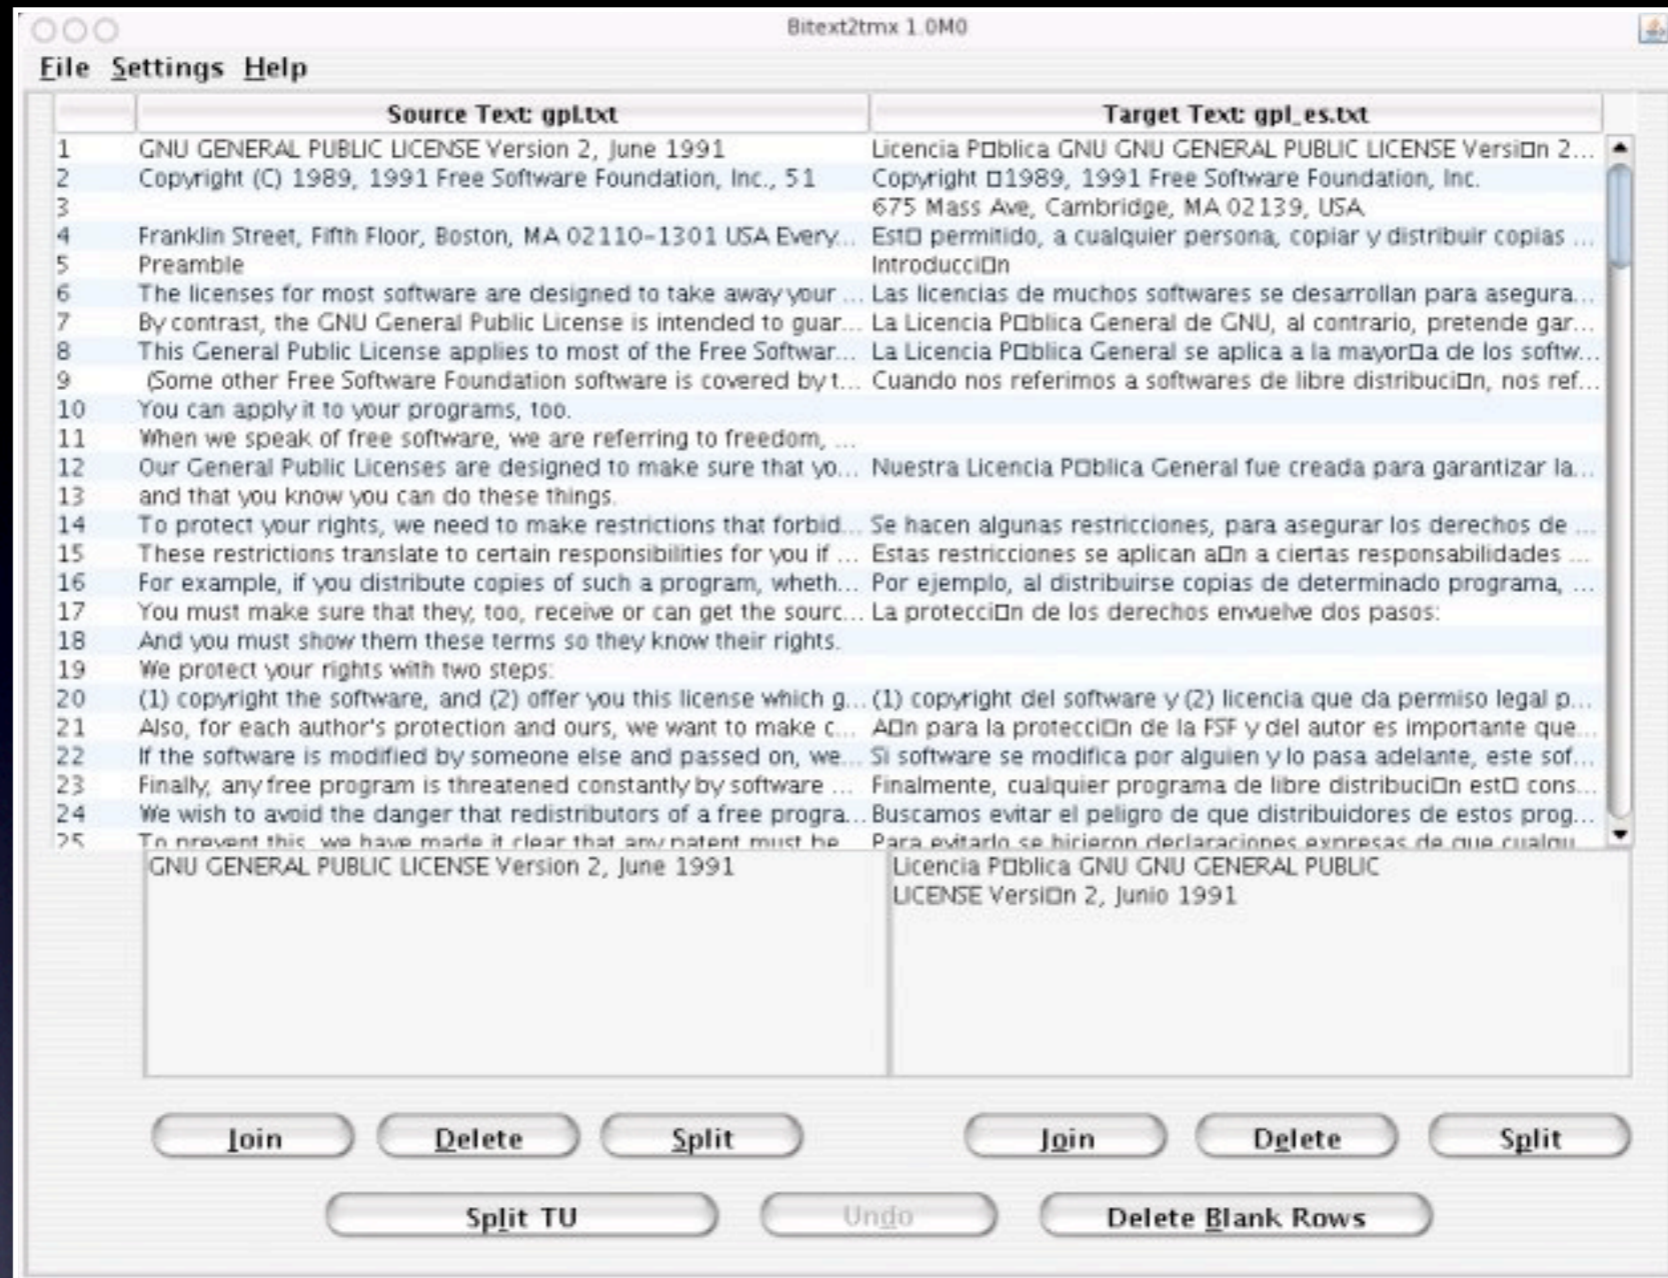 Bitext2tmx 1.0M0
File Settings Help
Source Text: gpl.txt Target Text: gpl_es.txt
1 GNU GENERAL PUBLIC LICENSE Version 2, June 1991 Licencia P□blica GNU GNU GENERAL PUBLIC LICENSE Versi□n 2...
2 Copyright (C) 1989, 1991 Free Software Foundation, Inc., 51 Copyright □1989, 1991 Free Software Foundation, Inc.
3 675 Mass Ave, Cambridge, MA 02139, USA
4 Franklin Street, Fifth Floor, Boston, MA 02110-1301 USA Every... Est□ permitido, a cualquier persona, copiar y distribuir copias ...
5 Preamble Introducci□n
6 The licenses for most software are designed to take away your ... Las licencias de muchos softwares se desarrollan para asegura...
7 By contrast, the GNU General Public License is intended to guar... La Licencia P□blica General de GNU, al contrario, pretende gar...
8 This General Public License applies to most of the Free Softwar... La Licencia P□blica General se aplica a la mayor□a de los softw...
9 (Some other Free Software Foundation software is covered by t... Cuando nos referimos a softwares de libre distribuci□n, nos ref...
10 You can apply it to your programs, too.
11 When we speak of free software, we are referring to freedom, ...
12 Our General Public Licenses are designed to make sure that yo... Nuestra Licencia P□blica General fue creada para garantizar la...
13 and that you know you can do these things.
14 To protect your rights, we need to make restrictions that forbid... Se hacen algunas restricciones, para asegurar los derechos de ...
15 These restrictions translate to certain responsibilities for you if ... Estas restricciones se aplican a□n a ciertas responsabilidades ...
16 For example, if you distribute copies of such a program, wheth... Por ejemplo, al distribuirse copias de determinado programa, ...
17 You must make sure that they, too, receive or can get the sourc... La protecci□n de los derechos envuelve dos pasos:
18 And you must show them these terms so they know their rights.
19 We protect your rights with two steps:
20 (1) copyright the software, and (2) offer you this license which g... (1) copyright del software y (2) licencia que da permiso legal p...
21 Also, for each author's protection and ours, we want to make c... A□n para la protecci□n de la FSF y del autor es importante que...
22 If the software is modified by someone else and passed on, we... Si software se modifica por alguien y lo pasa adelante, este sof...
23 Finally, any free program is threatened constantly by software ... Finalmente, cualquier programa de libre distribuci□n est□ cons...
24 We wish to avoid the danger that redistributors of a free progra... Buscamos evitar el peligro de que distribuidores de estos prog...
25 To prevent this, we have made it clear that any patent must be Para evitarlo se hicieron declaraciones expresas de que cualqu
GNU GENERAL PUBLIC LICENSE Version 2, June 1991 Licencia P□blica GNU GNU GENERAL PUBLIC
LICENSE Versi□n 2, Junio 1991
Join Delete Split Join Delete Split
Split TU Undo Delete Blank Rows